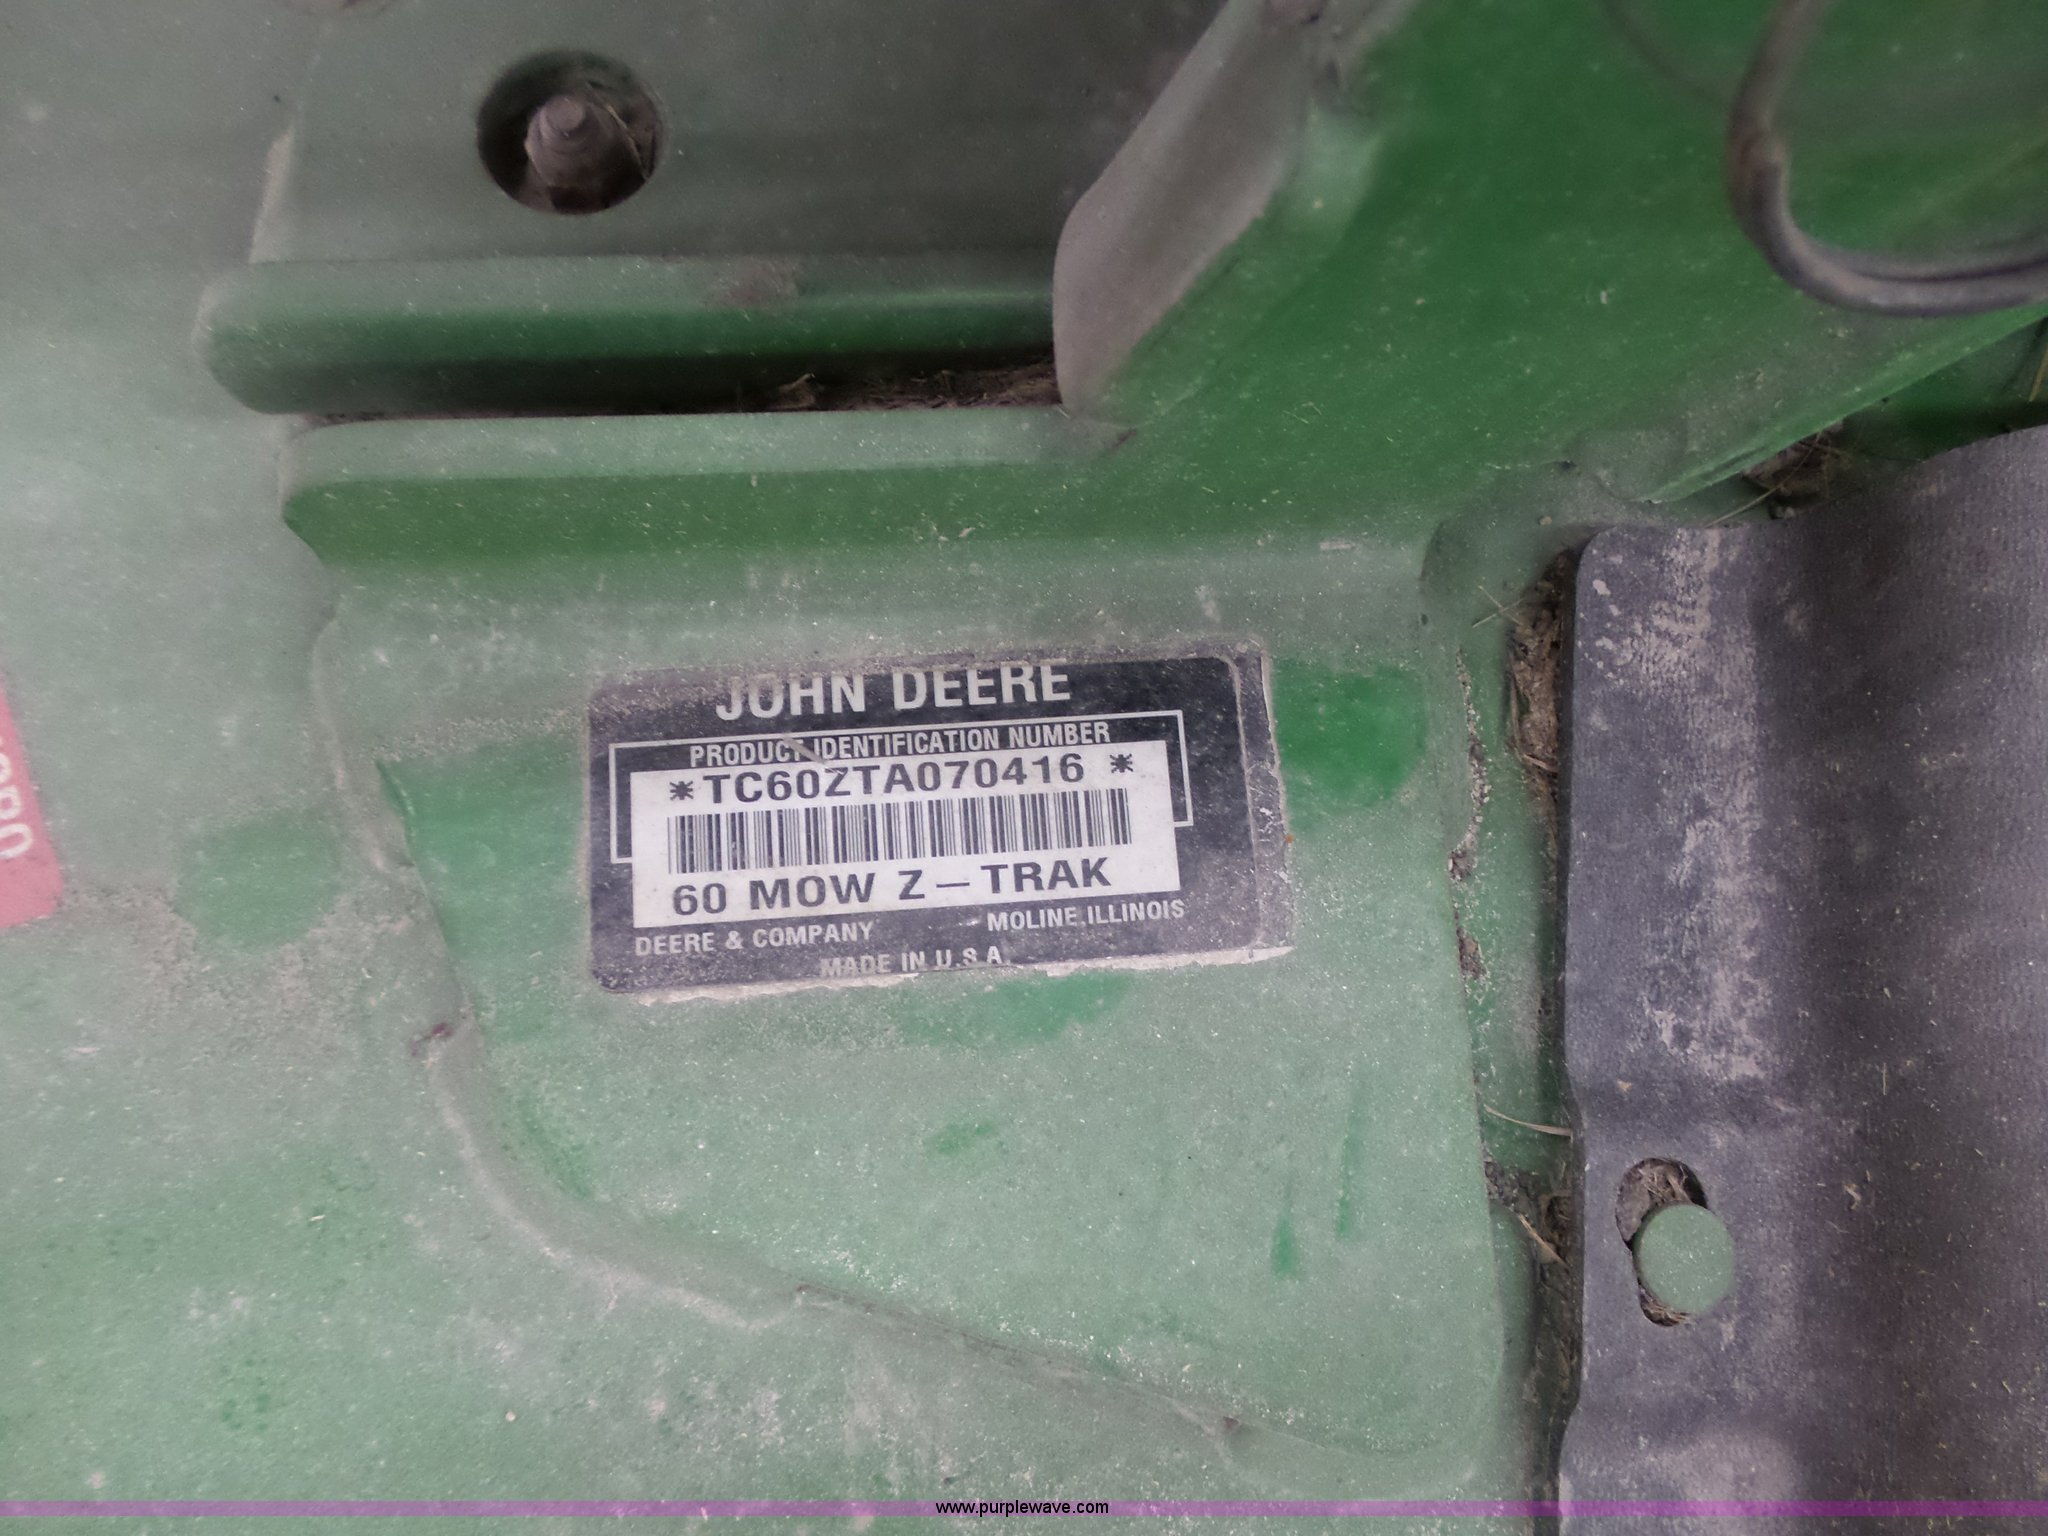 JOHN DEERE
PRODUCT IDENTIFICATION NUMBER
*TC60ZTA070416*
60 MOW Z-TRAK
DEERE & COMPANY MOLINE, ILLINOIS
MADE IN U.S.A.
www.purplewave.com